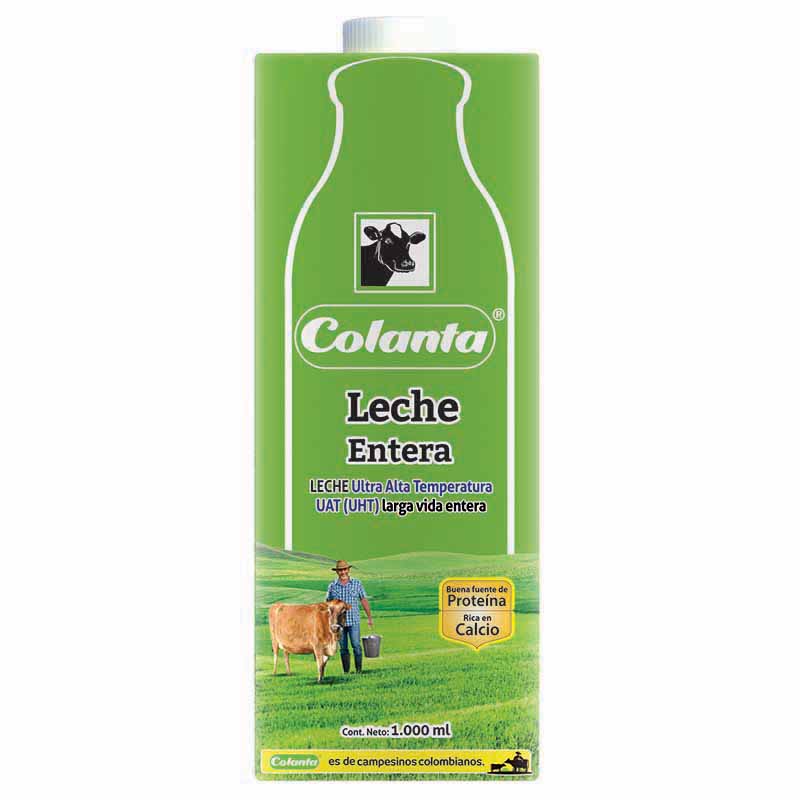 Colanta®
Leche
Entera
LECHE Ultra Alta Temperatura
UAT (UHT) larga vida entera
Buena fuente de
Proteína
Rica en
Calcio
Cont. Neto: 1.000 ml
Colanta es de campesinos colombianos.